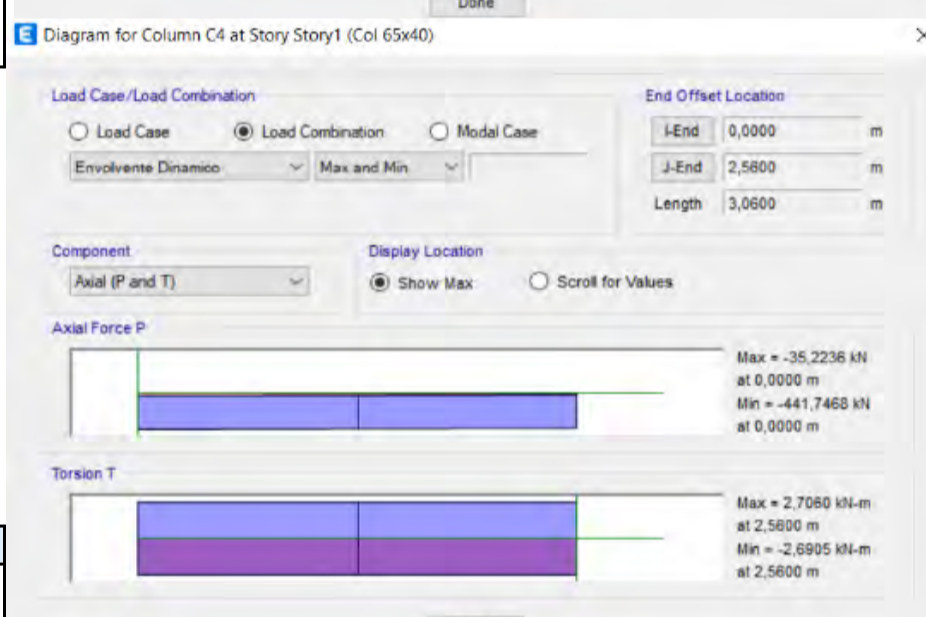 Done
E Diagram for Column C4 at Story Story1 (Col 65x40)
Load Case/Load Combination
End Offset Location
Load Case Load Combination Modal Case
I-End 0,0000 m
Envolvente Dinamico Max and Min
J-End 2,5600 m
Length 3,0600 m
Component
Display Location
Axial (P and T) Show Max Scroll for Values
Axial Force P
Max = -35,2236 kN
at 0,0000 m
Min = -441,7468 kN
at 0,0000 m
Torsion T
Max = 2,7060 kN-m
at 2,5600 m
Min = -2,6905 kN-m
at 2,5600 m